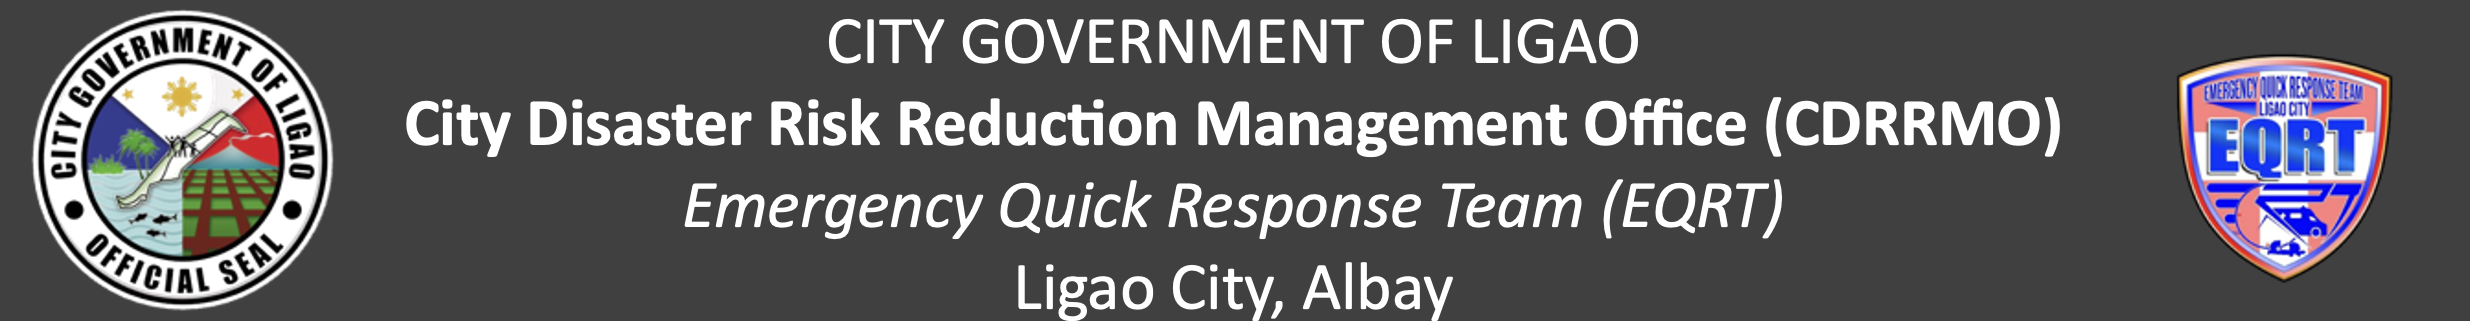 CITY GOVERNMENT OF LIGAO
OFFICIAL SEAL
CITY GOVERNMENT OF LIGAO
City Disaster Risk Reduction Management Office (CDRRMO)
Emergency Quick Response Team (EQRT)
Ligao City, Albay
EMERGENCY QUICK RESPONSE TEAM
LIGAO CITY
EQRT